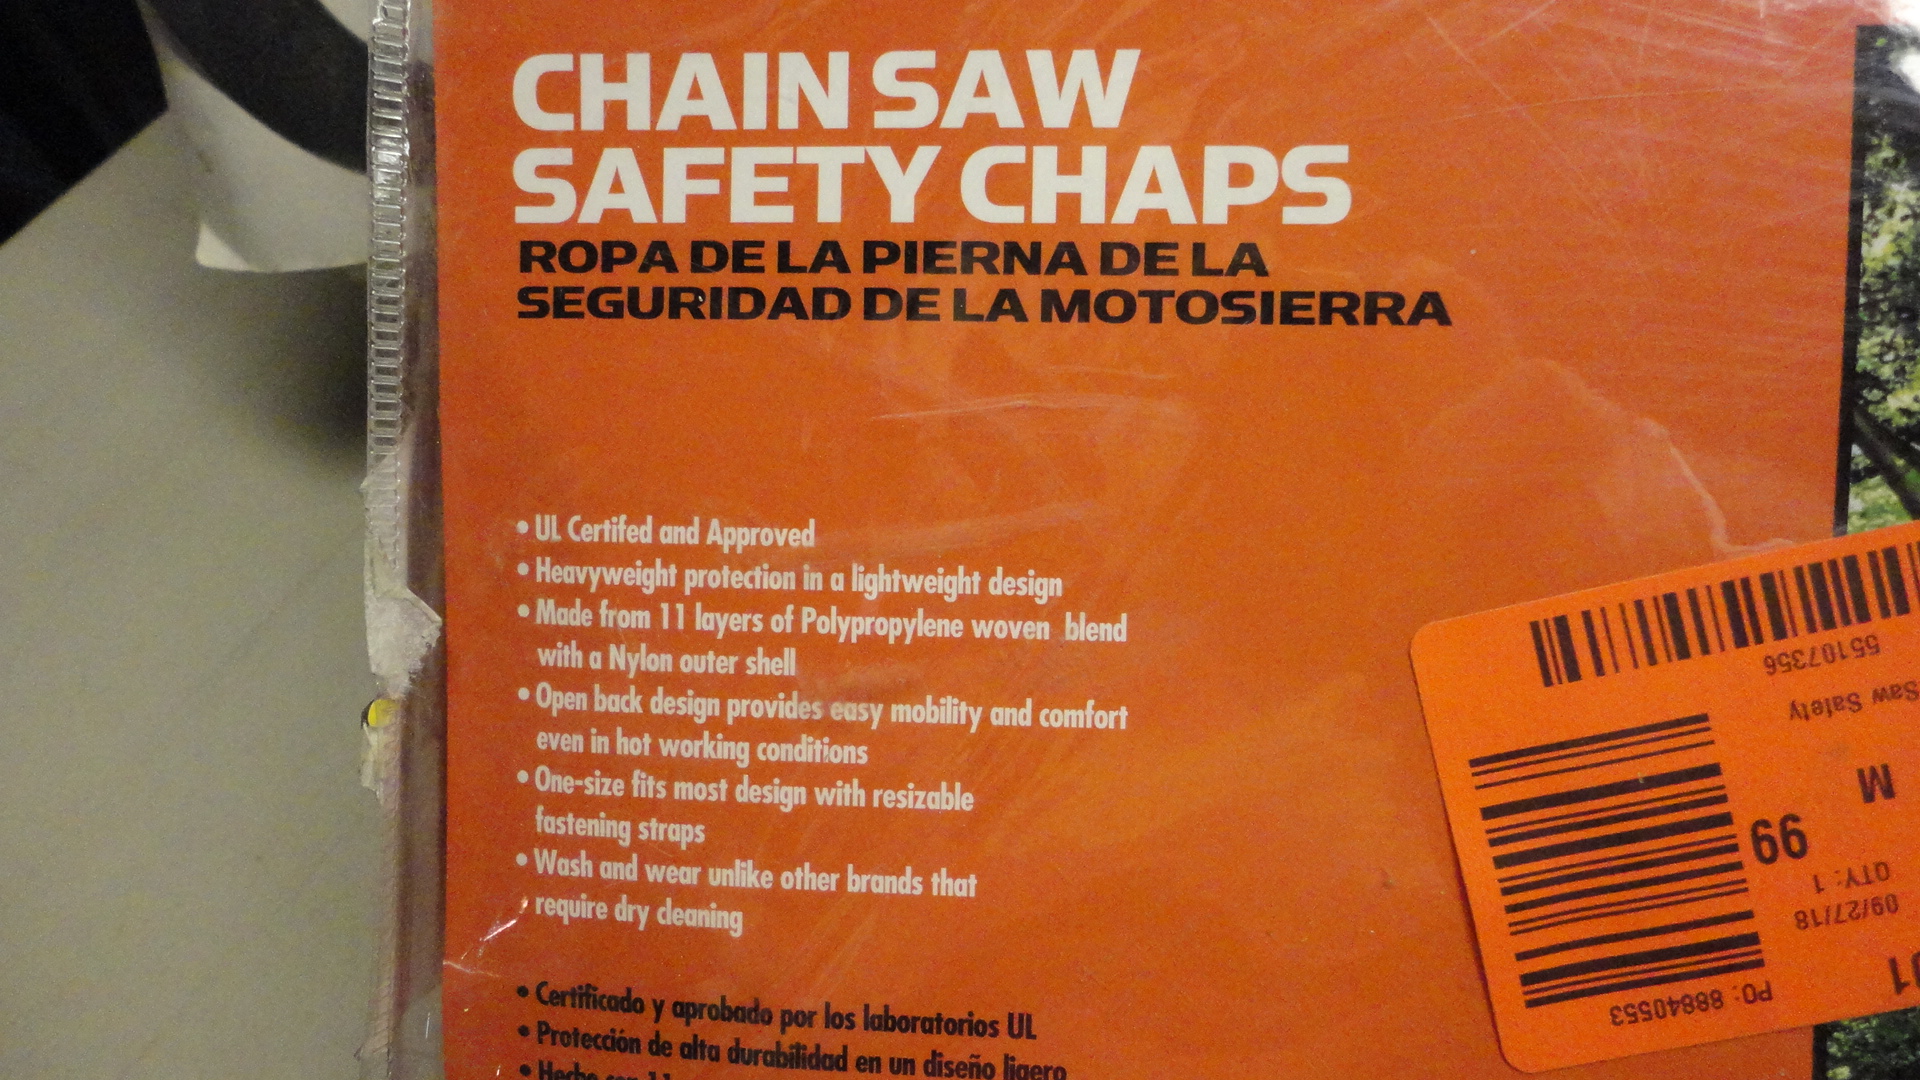 CHAIN SAW
SAFETY CHAPS
ROPA DE LA PIERNA DE LA
SEGURIDAD DE LA MOTOSIERRA
• UL Certifed and Approved
• Heavyweight protection in a lightweight design
• Made from 11 layers of Polypropylene woven blend
with a Nylon outer shell
• Open back design provides easy mobility and comfort
even in hot working conditions
• One-size fits most design with resizable
fastening straps
• Wash and wear unlike other brands that
require dry cleaning
• Certificado y aprobado por los laboratorios UL
• Protección de alta durabilidad en un diseño ligero
• Hecho con 11
PO: 88840553
09/27/18
QTY: 1
99
M
Saw Safety
55107356